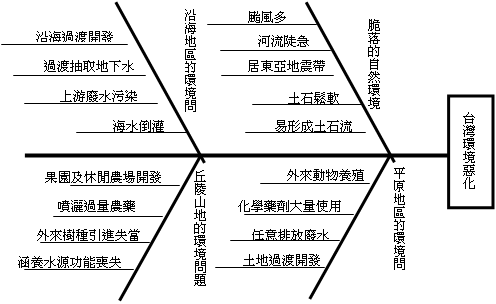 沿海地區的環境問
沿海過渡開發
過渡抽取地下水
上游廢水污染
海水倒灌
脆落的自然環境
颱風多
河流陡急
居東亞地震帶
土石鬆軟
易形成土石流
台灣環境惡化
丘陵山地的環境問題
果園及休閒農場開發
噴灑過量農藥
外來樹種引進失當
涵養水源功能喪失
平原地區的環境問
外來動物養殖
化學藥劑大量使用
任意排放廢水
土地過渡開發